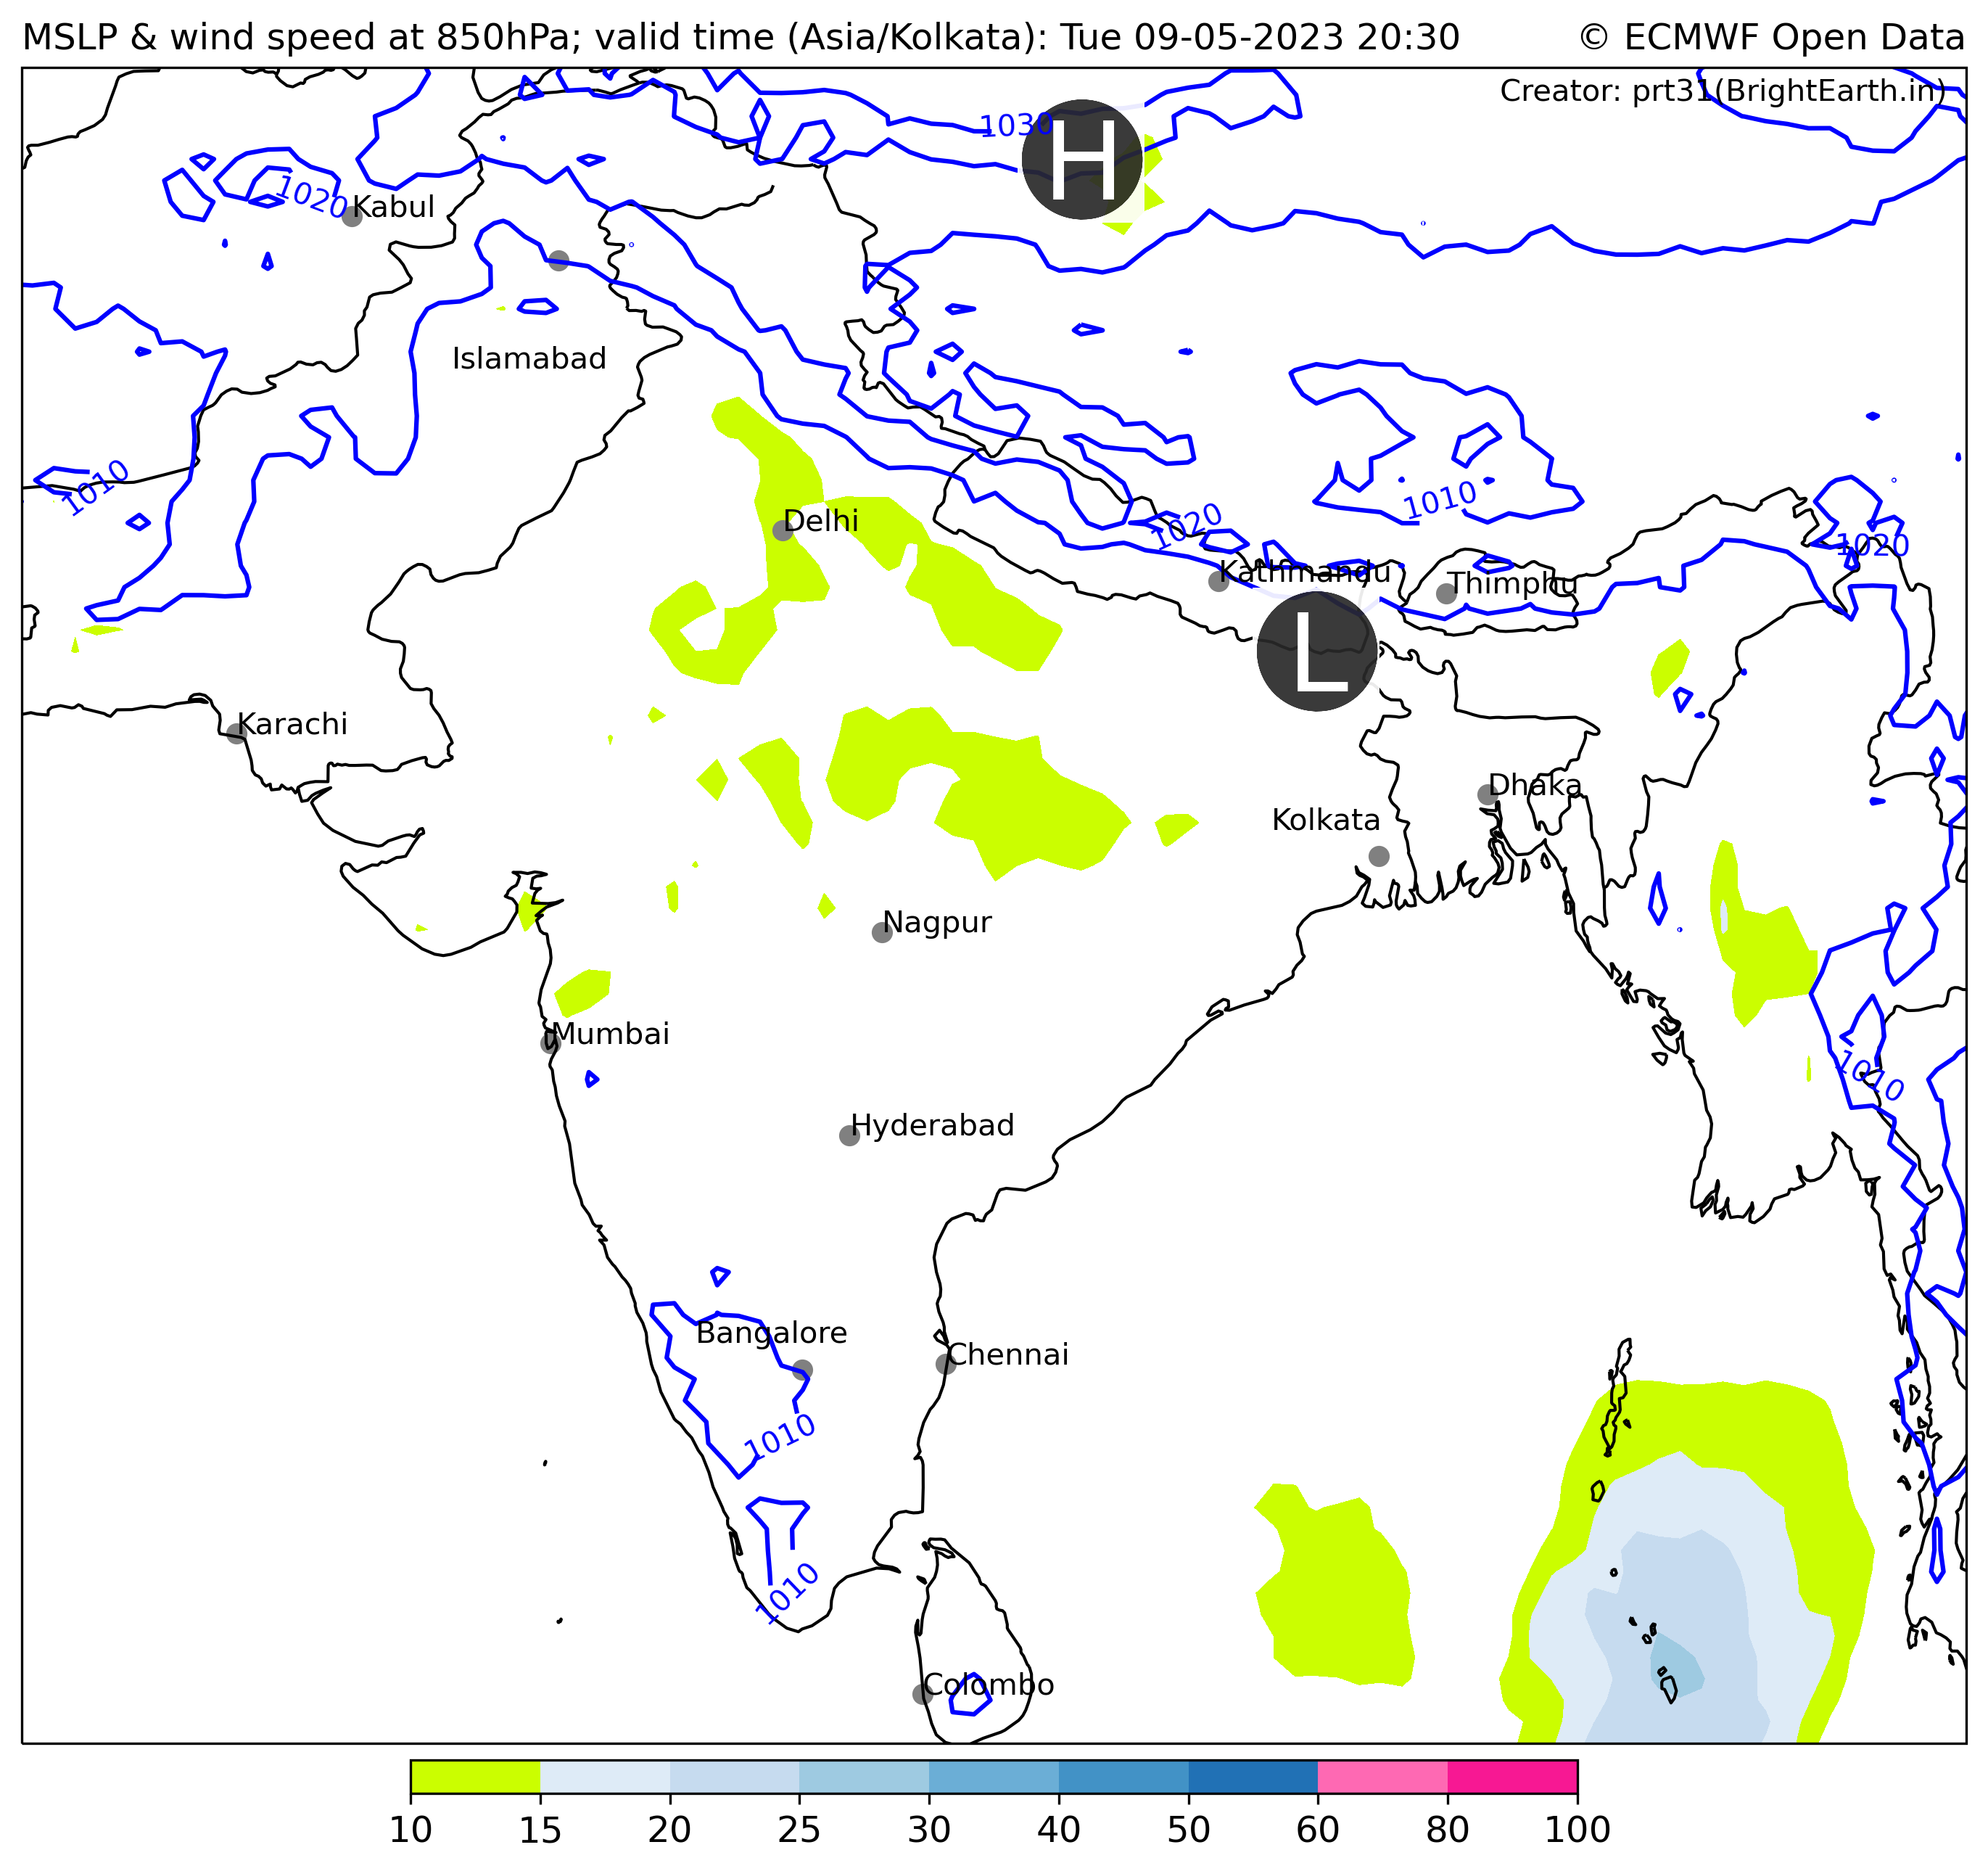 MSLP & wind speed at 850hPa; valid time (Asia/Kolkata): Tue 09-05-2023 20:30 © ECMWF Open Data
Creator: prt31(BrightEarth.in)
1030
H
1020
Kabul
Islamabad
1010
1010
Delhi
1020
1020
Kathmandu
Thimphu
L
Karachi
Dhaka
Kolkata
Nagpur
Mumbai
1010
Hyderabad
Bangalore
Chennai
1010
1010
Colombo
10 15 20 25 30 40 50 60 80 100